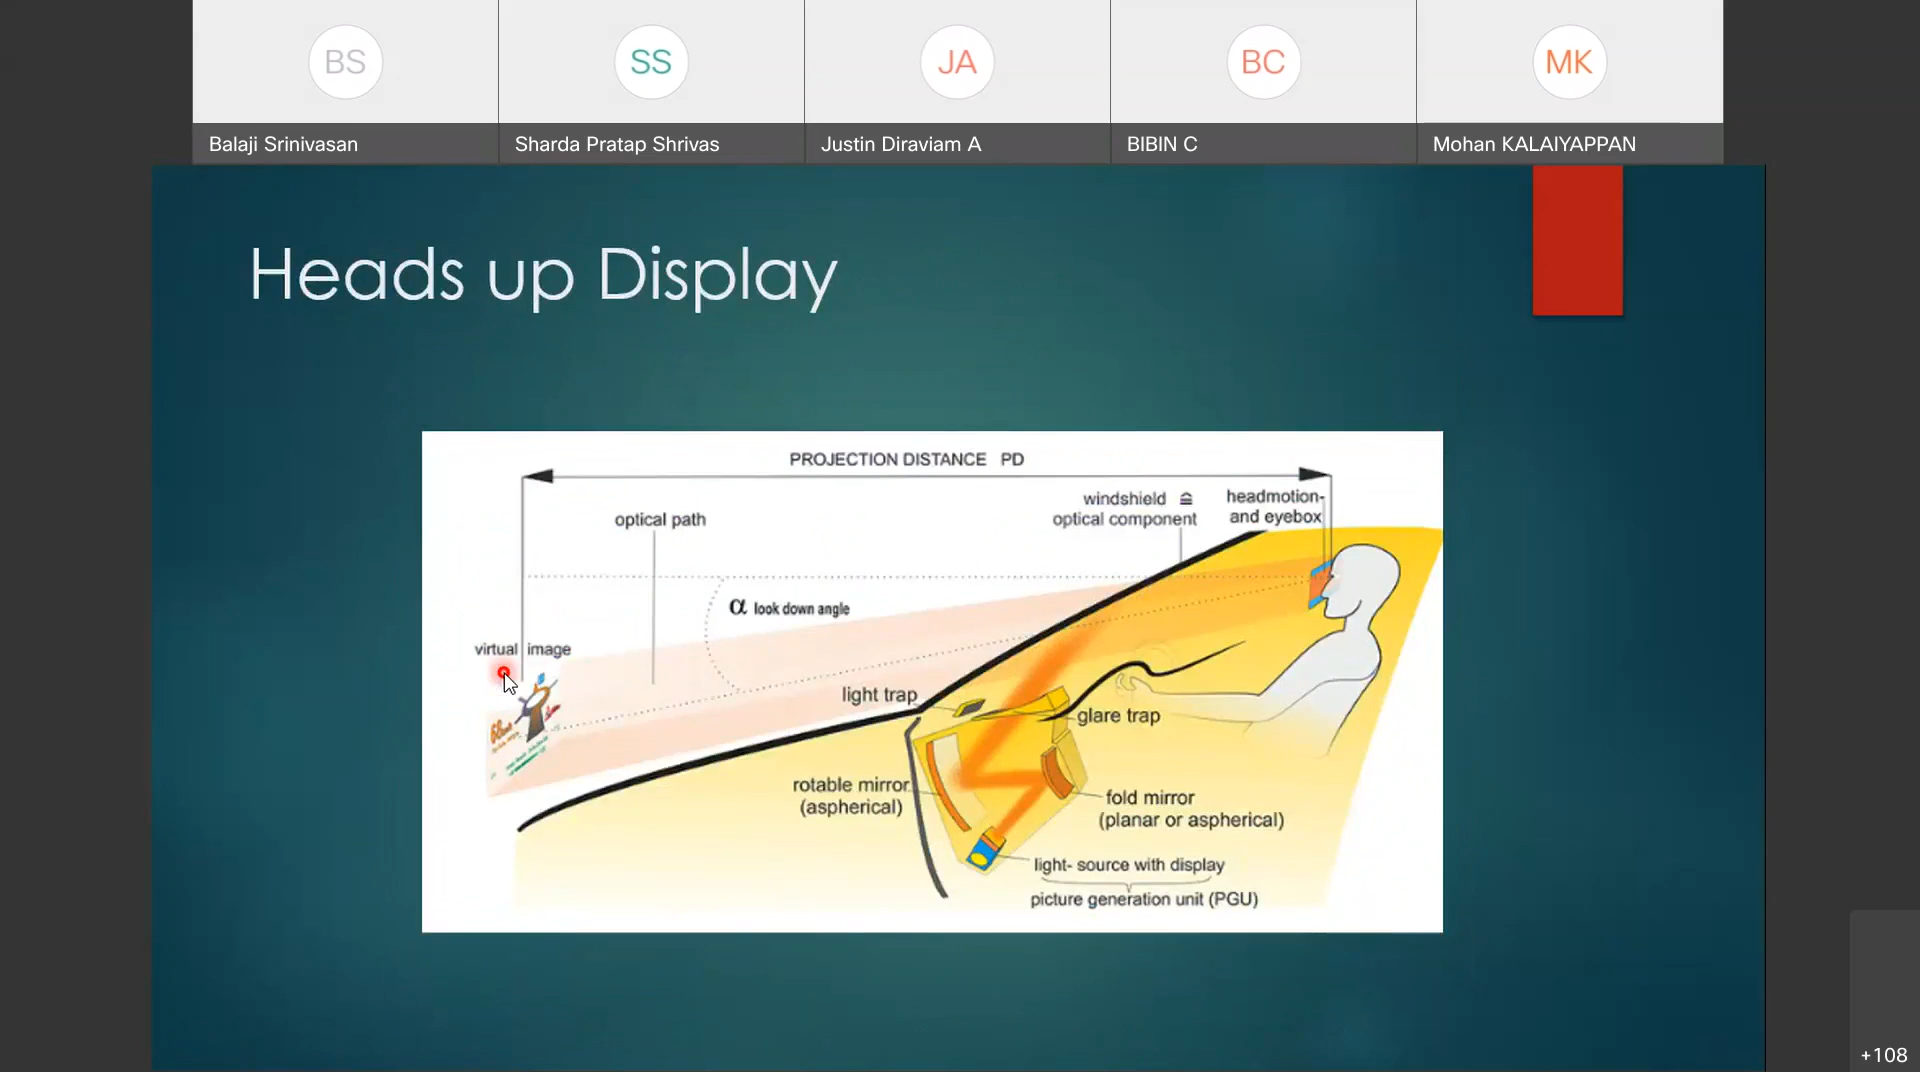 BS
SS
JA
BC
MK
Balaji Srinivasan
Sharda Pratap Shrivas
Justin Diraviam A
BIBIN C
Mohan KALAIYAPPAN
Heads up Display
PROJECTION DISTANCE PD
optical path
windshield ≙
optical component
headmotion-
and eyebox
α look down angle
virtual image
light trap
glare trap
rotable mirror
(aspherical)
fold mirror
(planar or aspherical)
light- source with display
picture generation unit (PGU)
+108